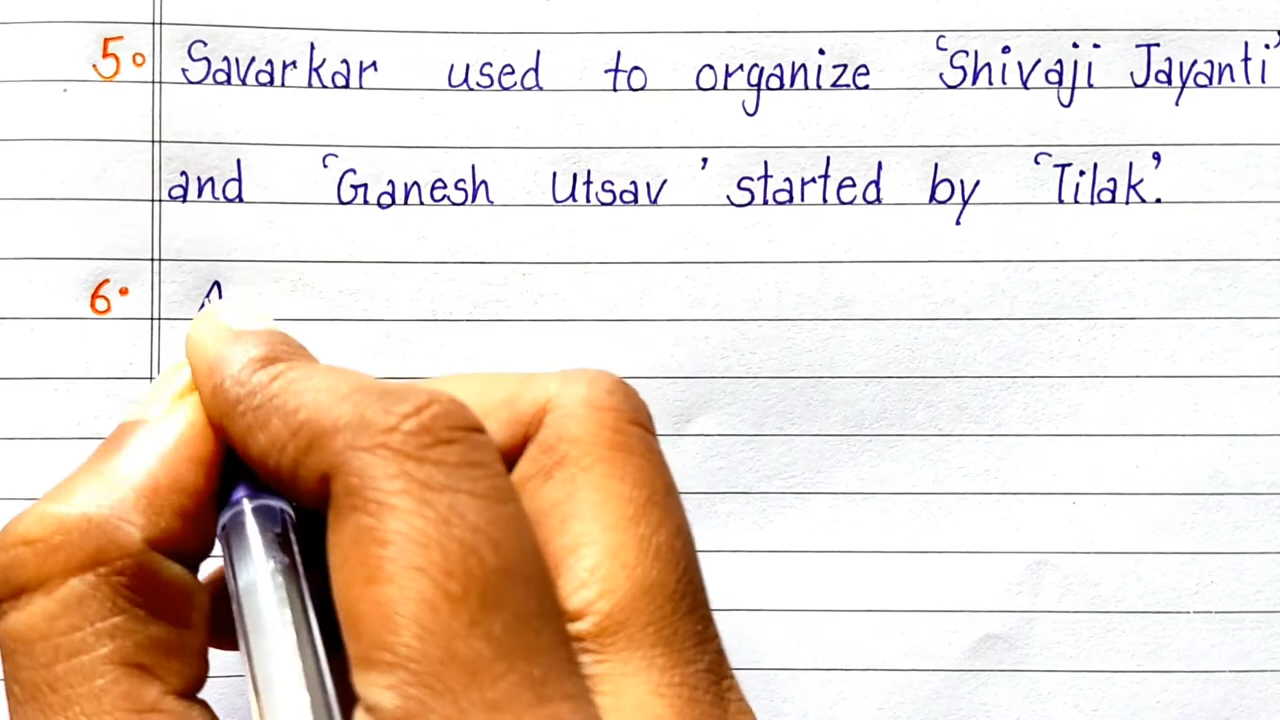 5. Savarkar used to organize 'Shivaji Jayanti'
and 'Ganesh Utsav' started by 'Tilak'.
6.